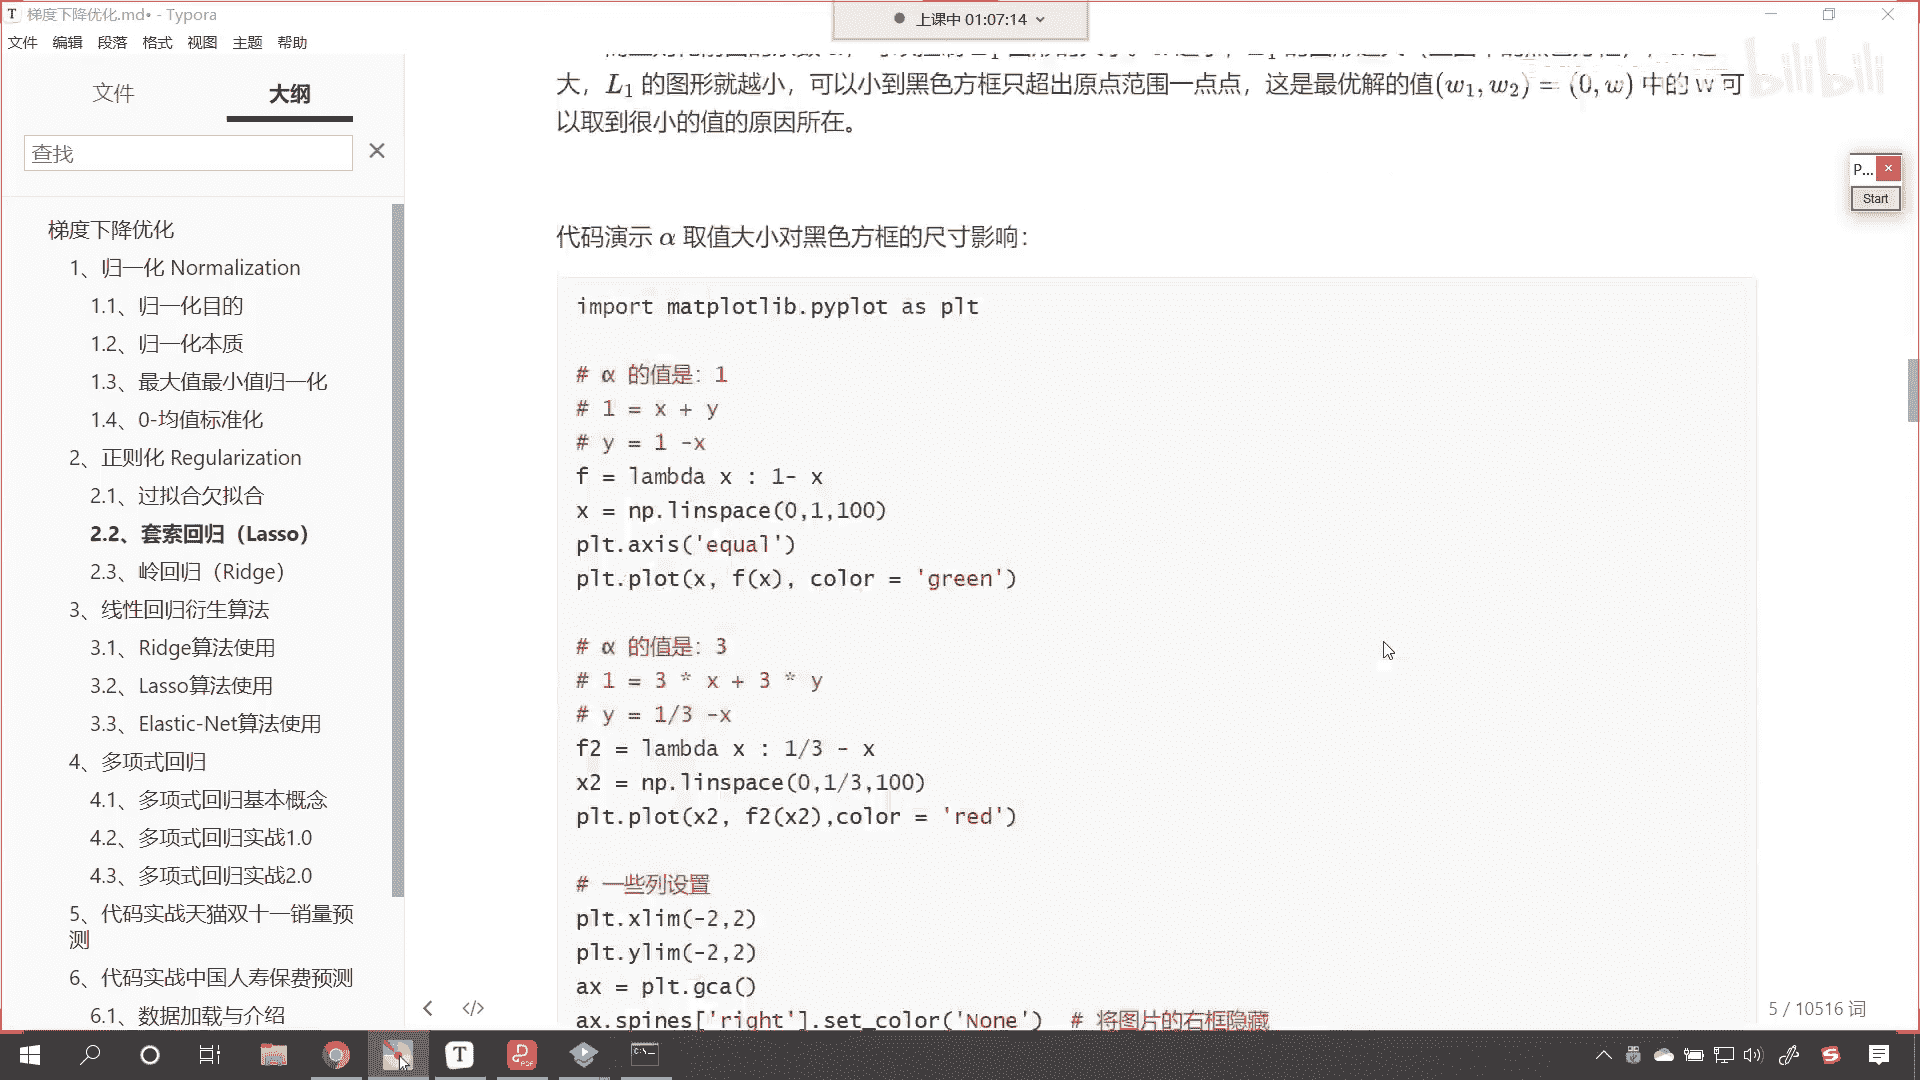 梯度下降优化.md• - Typora
上课中 01:07:14
文件 编辑 段落 格式 视图 主题 帮助
文件 大纲
查找
梯度下降优化
1、归一化 Normalization
1.1、归一化目的
1.2、归一化本质
1.3、最大值最小值归一化
1.4、0-均值标准化
2、正则化 Regularization
2.1、过拟合欠拟合
2.2、套索回归（Lasso）
2.3、岭回归（Ridge）
3、线性回归衍生算法
3.1、Ridge算法使用
3.2、Lasso算法使用
3.3、Elastic-Net算法使用
4、多项式回归
4.1、多项式回归基本概念
4.2、多项式回归实战1.0
4.3、多项式回归实战2.0
5、代码实战天猫双十一销量预
测
6、代码实战中国人寿保费预测
6.1、数据加载与介绍
大，L₁ 的图形就越小，可以小到黑色方框只超出原点范围一点点，这是最优解的值(w₁, w₂) = (0, w) 中的 w 可
以取到很小的值的原因所在。
代码演示 α 取值大小对黑色方框的尺寸影响：
import matplotlib.pyplot as plt
# α 的值是：1
# 1 = x + y
# y = 1 -x
f = lambda x : 1- x
x = np.linspace(0,1,100)
plt.axis('equal')
plt.plot(x, f(x), color = 'green')
# α 的值是：3
# 1 = 3 * x + 3 * y
# y = 1/3 -x
f2 = lambda x : 1/3 - x
x2 = np.linspace(0,1/3,100)
plt.plot(x2, f2(x2),color = 'red')
# 一些列设置
plt.xlim(-2,2)
plt.ylim(-2,2)
ax = plt.gca()
ax.spines['right'].set_color('None') # 将图片的右框隐藏
bilibili
P...
Start
5 / 10516 词